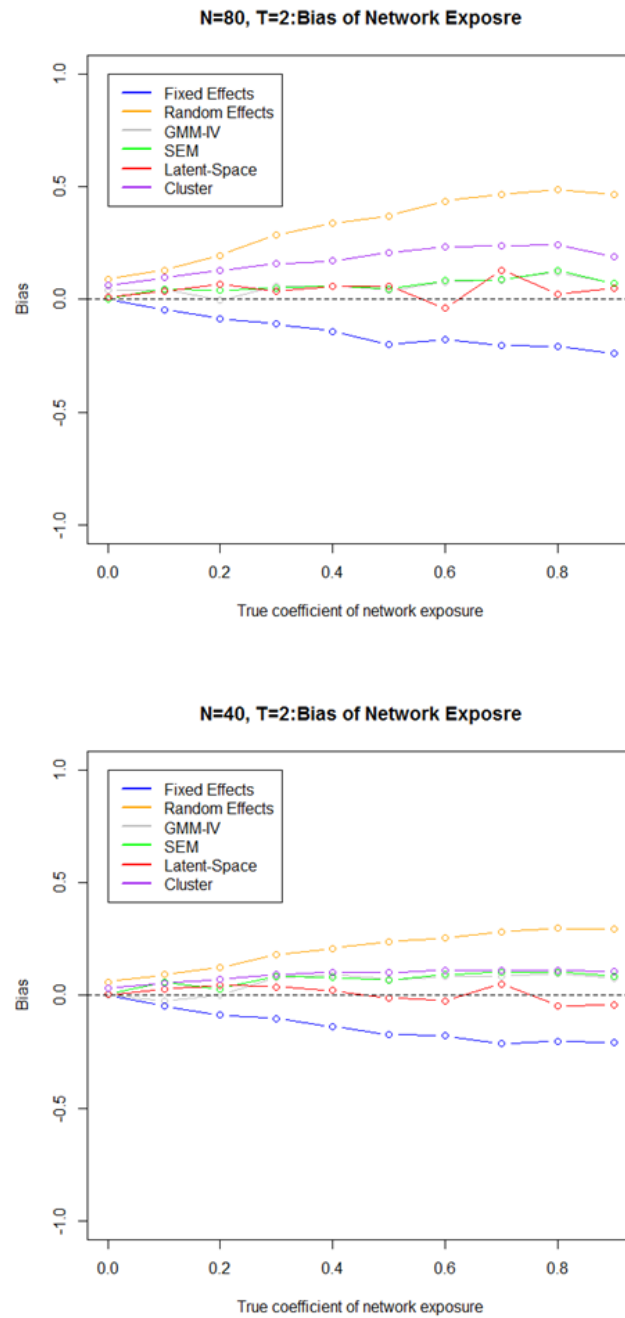 N=80, T=2:Bias of Network Exposre
1.0
0.5
0.0
-0.5
-1.0
Bias
Fixed Effects
Random Effects
GMM-IV
SEM
Latent-Space
Cluster
0.0 0.2 0.4 0.6 0.8
True coefficient of network exposure
N=40, T=2:Bias of Network Exposre
1.0
0.5
0.0
-0.5
-1.0
Bias
Fixed Effects
Random Effects
GMM-IV
SEM
Latent-Space
Cluster
0.0 0.2 0.4 0.6 0.8
True coefficient of network exposure